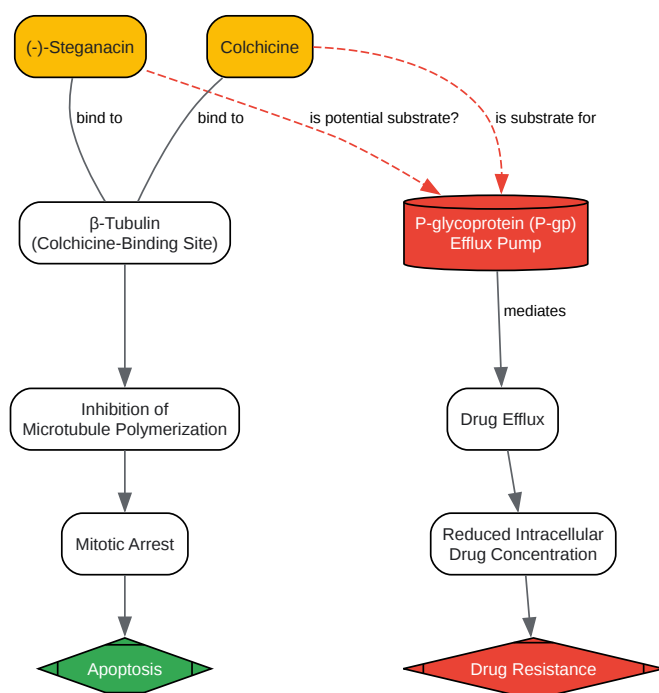 (-)-Steganacin
Colchicine
bind to
bind to
is potential substrate?
is substrate for
β-Tubulin
(Colchicine-Binding Site)
P-glycoprotein (P-gp)
Efflux Pump
mediates
Inhibition of
Microtubule Polymerization
Drug Efflux
Mitotic Arrest
Reduced Intracellular
Drug Concentration
Apoptosis
Drug Resistance